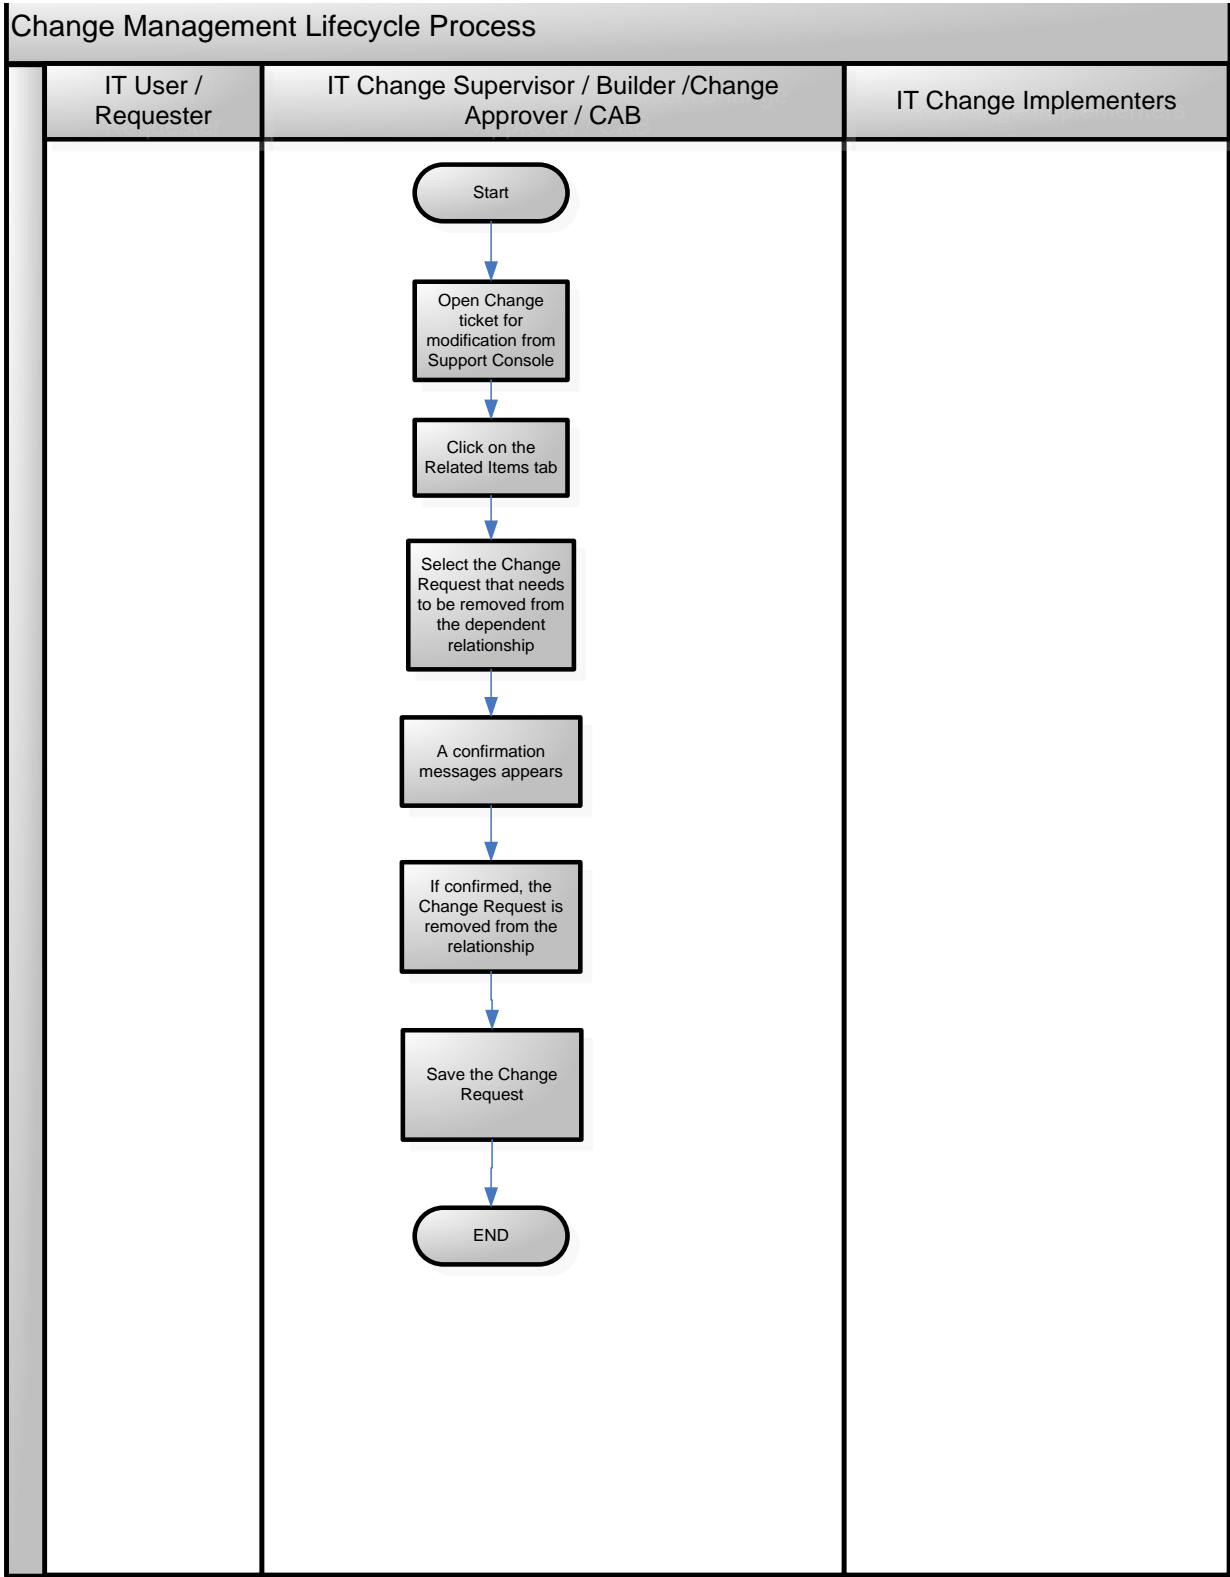 Change Management Lifecycle Process
IT User /
Requester
IT Change Supervisor / Builder /Change
Approver / CAB
IT Change Implementers
Start
Open Change
ticket for
modification from
Support Console
Click on the
Related Items tab
Select the Change
Request that needs
to be removed from
the dependent
relationship
A confirmation
messages appears
If confirmed, the
Change Request is
removed from the
relationship
Save the Change
Request
END